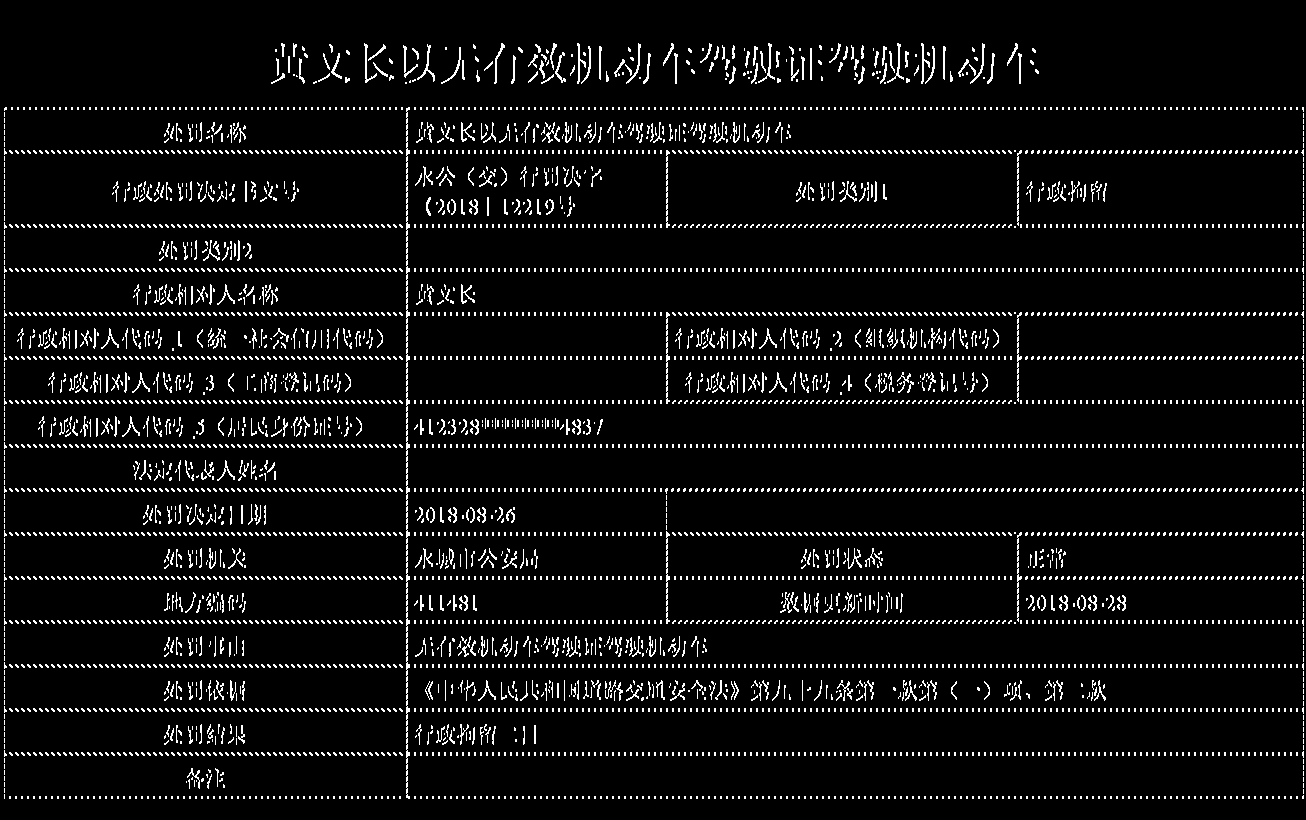 黄文长以无有效机动车驾驶证驾驶机动车
处罚名称 黄文长以无有效机动车驾驶证驾驶机动车
行政处罚决定书文号 永公（交）行罚决字
〔2018〕12219号 处罚类别1 行政拘留
处罚类别2
行政相对人名称 黄文长
行政相对人代码_1（统一社会信用代码） 行政相对人代码_2（组织机构代码）
行政相对人代码_3（工商登记码） 行政相对人代码_4（税务登记号）
行政相对人代码_5（居民身份证号） 412328********4837
法定代表人姓名
处罚决定日期 2018-08-26
处罚机关 永城市公安局 处罚状态 正常
地方编码 411481 数据更新时间 2018-08-28
处罚事由 无有效机动车驾驶证驾驶机动车
处罚依据 《中华人民共和国道路交通安全法》第九十九条第一款第（一）项、第二款
处罚结果 行政拘留
备注